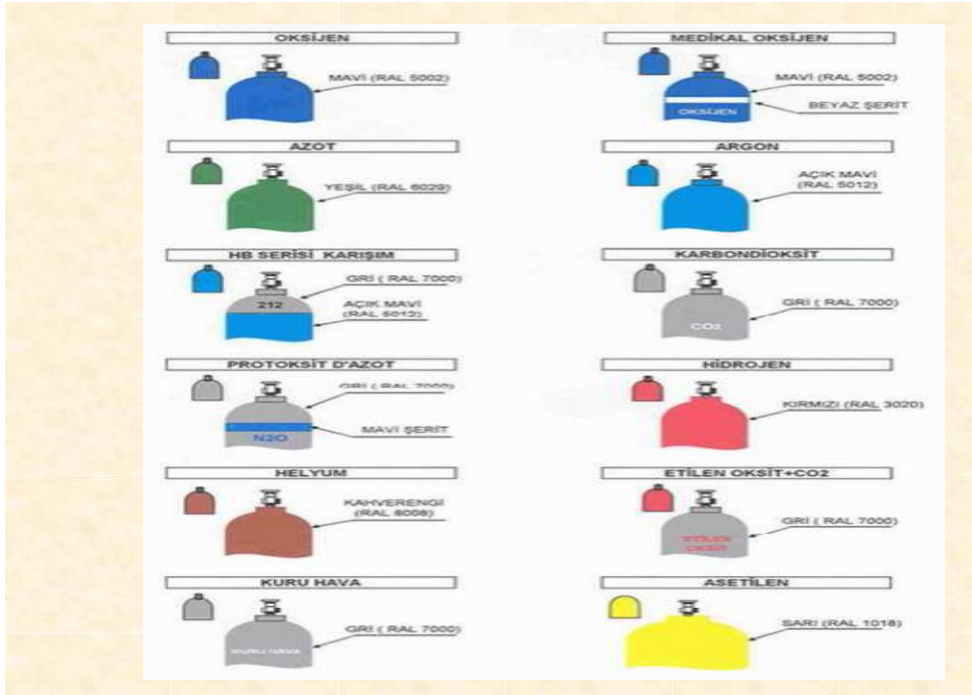 OKSİJEN
MAVİ (RAL 5002)
MEDİKAL OKSİJEN
MAVİ (RAL 5002)
BEYAZ ŞERİT
OKSİJEN
AZOT
YEŞİL (RAL 6029)
ARGON
AÇIK MAVİ
(RAL 5012)
HB SERİSİ KARIŞIM
GRİ ( RAL 7000)
212
AÇIK MAVİ
(RAL 5012)
KARBONDİOKSİT
GRİ ( RAL 7000)
CO2
PROTOKSİT D'AZOT
GRİ ( RAL 7000)
MAVİ ŞERİT
N2O
HİDROJEN
KIRMIZI (RAL 3020)
HELYUM
KAHVERENGİ
(RAL 8008)
ETİLEN OKSİT+CO2
GRİ ( RAL 7000)
ETİLEN
OKSİT
KURU HAVA
GRİ ( RAL 7000)
KURU HAVA
ASETİLEN
SARI (RAL 1018)